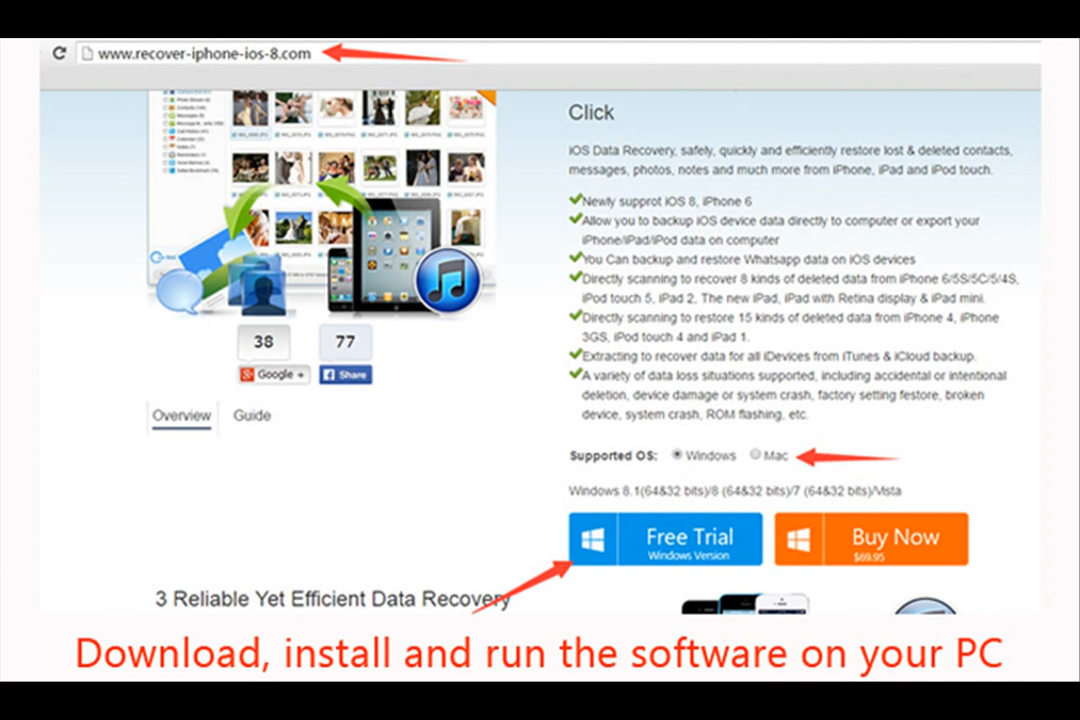 www.recover-iphone-ios-8.com
Click
iOS Data Recovery, safely, quickly and efficiently restore lost & deleted contacts,
messages, photos, notes and much more from iPhone, iPad and iPod touch.
Newly supprot iOS 8, iPhone 6
Allow you to backup iOS device data directly to computer or export your
iPhone/iPad/iPod data on computer
You Can backup and restore Whatsapp data on iOS devices
Directly scanning to recover 8 kinds of deleted data from iPhone 6/5S/5C/5/4S,
iPod touch 5, iPad 2, The new iPad, iPad with Retina display & iPad mini.
Directly scanning to restore 15 kinds of deleted data from iPhone 4, iPhone
3GS, iPod touch 4 and iPad 1.
Extracting to recover data for all iDevices from iTunes & iCloud backup.
A variety of data loss situations supported, including accidental or intentional
deletion, device damage or system crash, factory setting festore, broken
device, system crash, ROM flashing, etc.
38 77
Google + Share
Overview Guide
Supported OS: Windows Mac
Windows 8.1(64&32 bits)/8 (64&32 bits)/7 (64&32 bits)/Vista
Free Trial
Windows Version
Buy Now
$69.95
3 Reliable Yet Efficient Data Recovery
Download, install and run the software on your PC